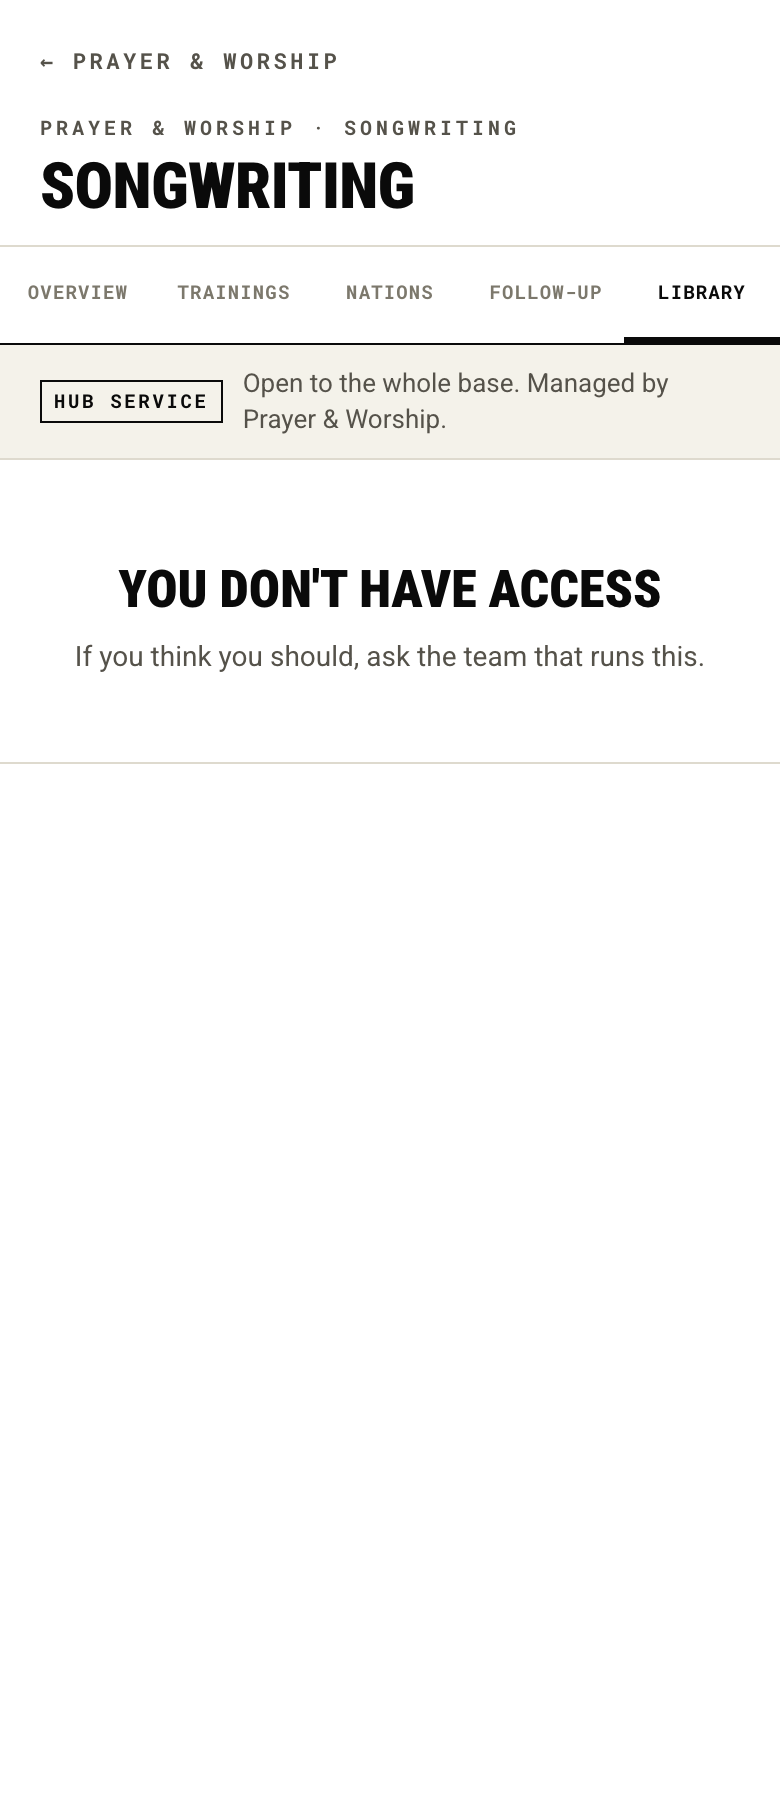 ← PRAYER & WORSHIP
PRAYER & WORSHIP · SONGWRITING
SONGWRITING
OVERVIEW TRAININGS NATIONS FOLLOW-UP LIBRARY
HUB SERVICE
Open to the whole base. Managed by
Prayer & Worship.
YOU DON'T HAVE ACCESS
If you think you should, ask the team that runs this.